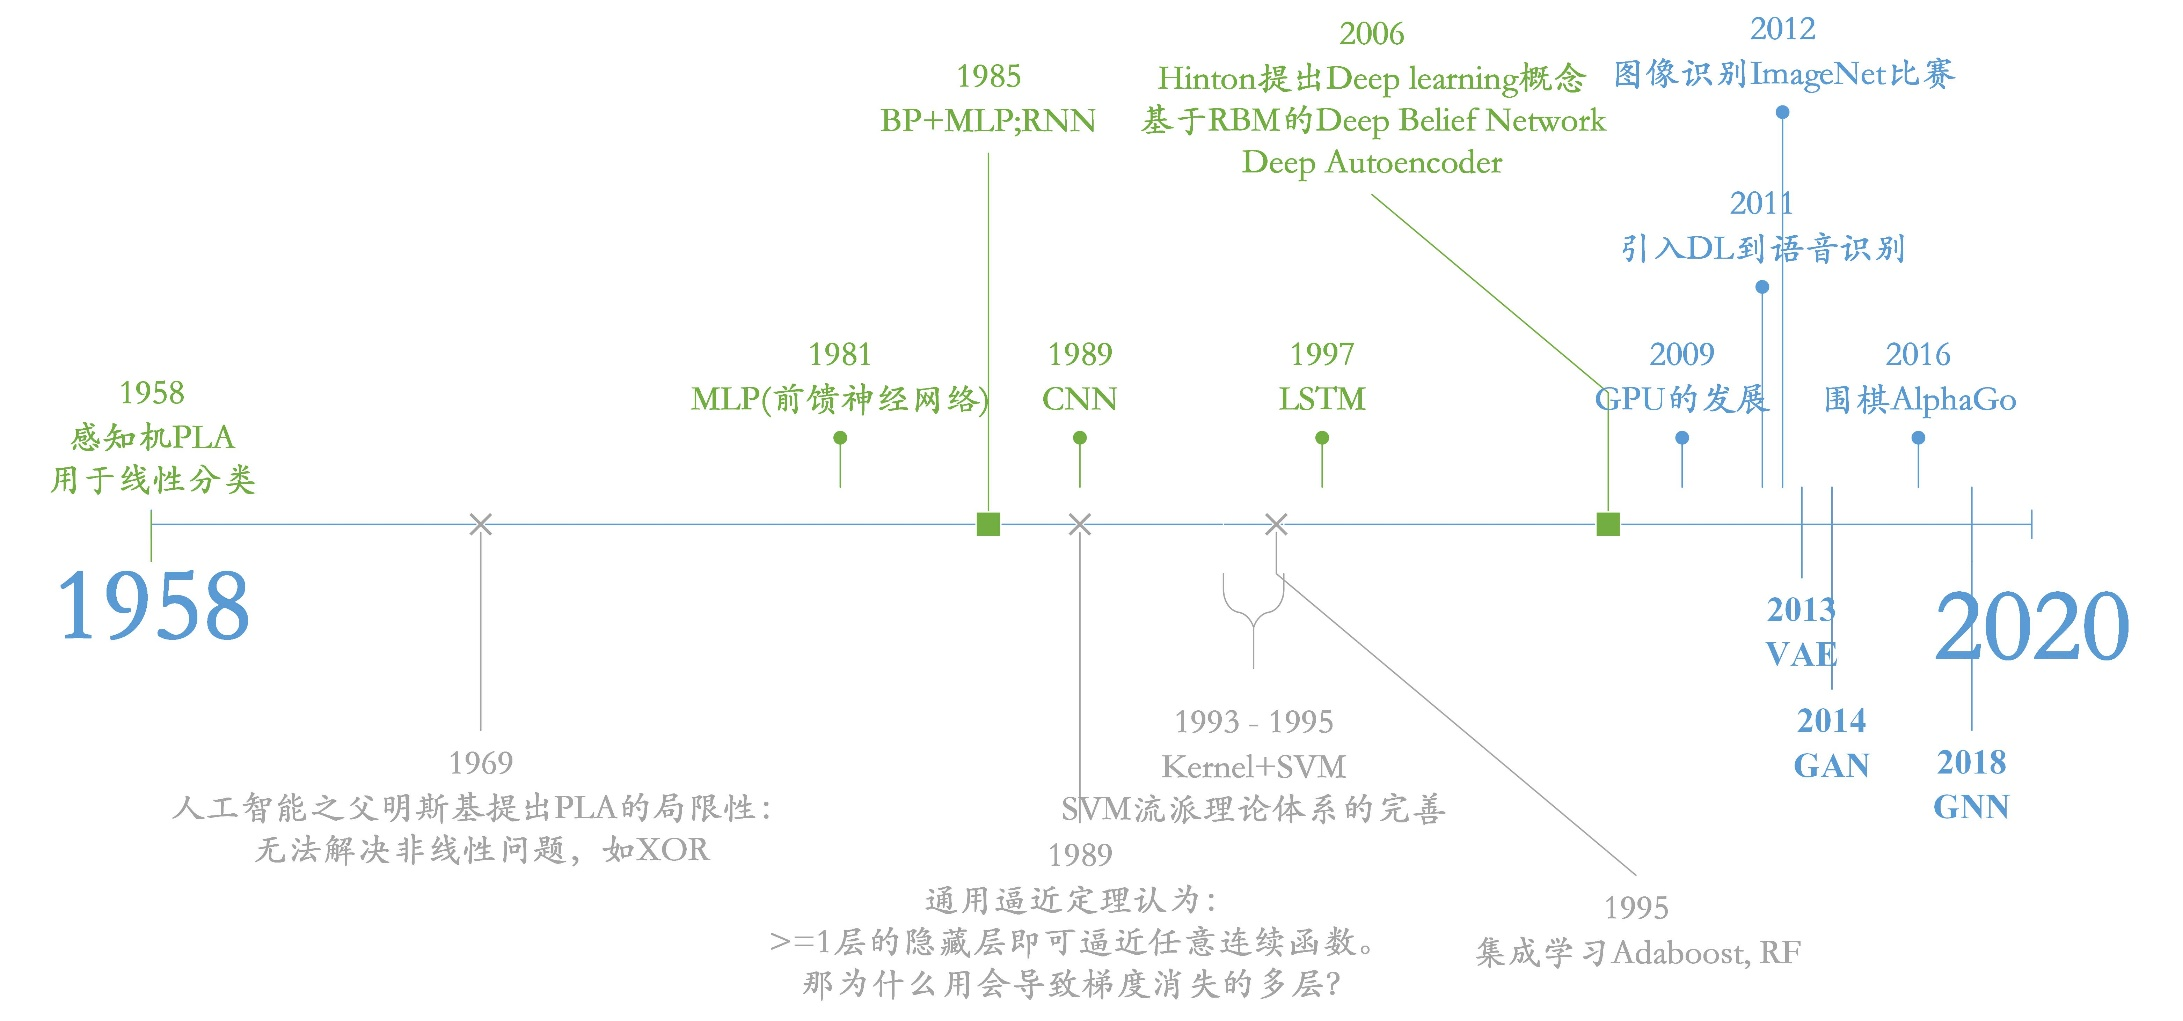 1958
感知机PLA
用于线性分类
1958
1969
人工智能之父明斯基提出PLA的局限性：
无法解决非线性问题，如XOR
1981
MLP(前馈神经网络)
1985
BP+MLP;RNN
1989
CNN
1989
通用逼近定理认为：
>=1层的隐藏层即可逼近任意连续函数。
那为什么用会导致梯度消失的多层?
1993 - 1995
Kernel+SVM
SVM流派理论体系的完善
1995
集成学习Adaboost, RF
1997
LSTM
2006
Hinton提出Deep learning概念
基于RBM的Deep Belief Network
Deep Autoencoder
2009
GPU的发展
2011
引入DL到语音识别
2012
图像识别ImageNet比赛
2013
VAE
2014
GAN
2016
围棋AlphaGo
2018
GNN
2020